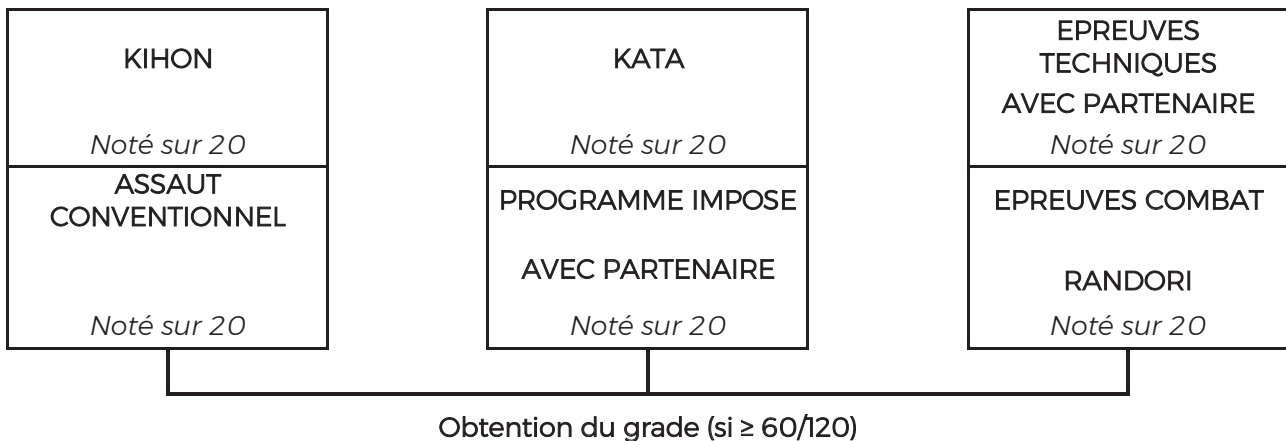 KIHON
Noté sur 20
ASSAUT
CONVENTIONNEL
Noté sur 20
KATA
Noté sur 20
PROGRAMME IMPOSE
AVEC PARTENAIRE
Noté sur 20
EPREUVES
TECHNIQUES
AVEC PARTENAIRE
Noté sur 20
EPREUVES COMBAT
RANDORI
Noté sur 20
Obtention du grade (si ≥ 60/120)